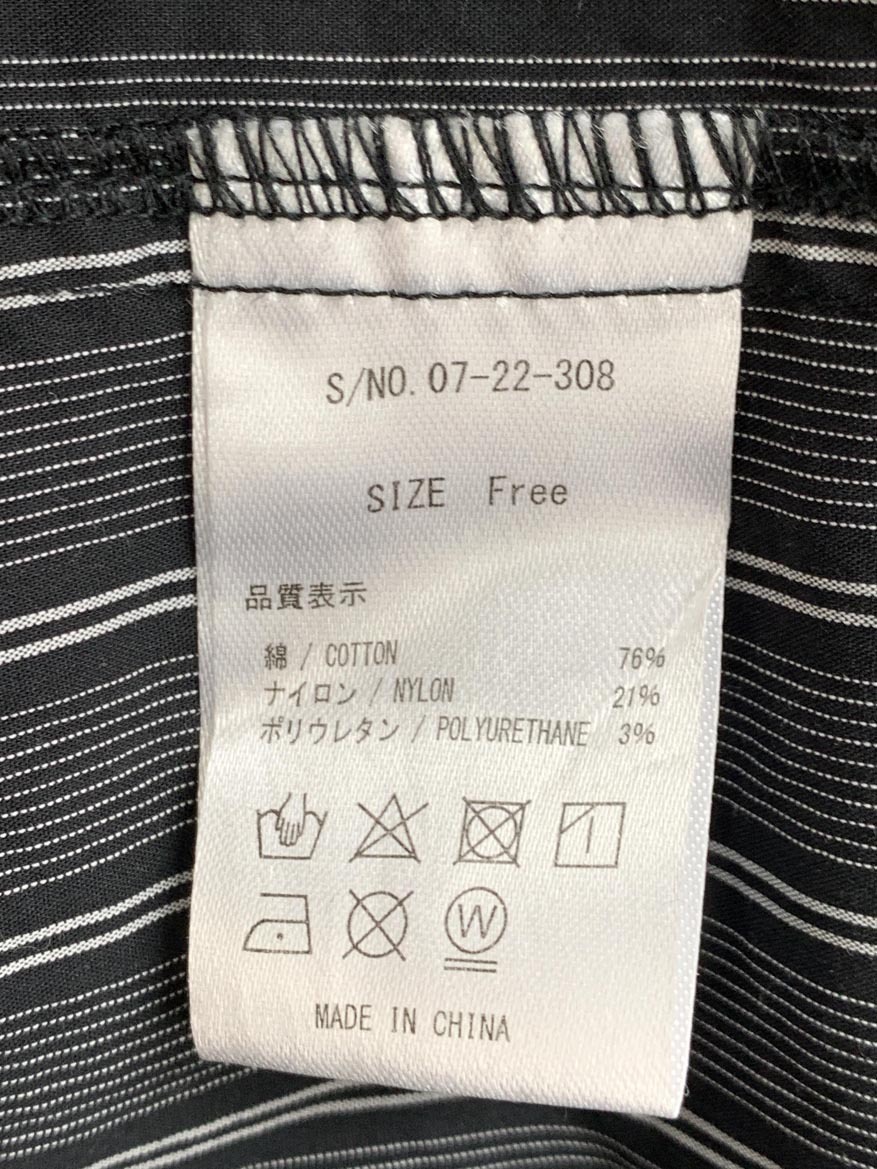 S/NO. 07-22-308
SIZE Free
品質表示
綿 / COTTON 76%
ナイロン / NYLON 21%
ポリウレタン / POLYURETHANE 3%
W
MADE IN CHINA